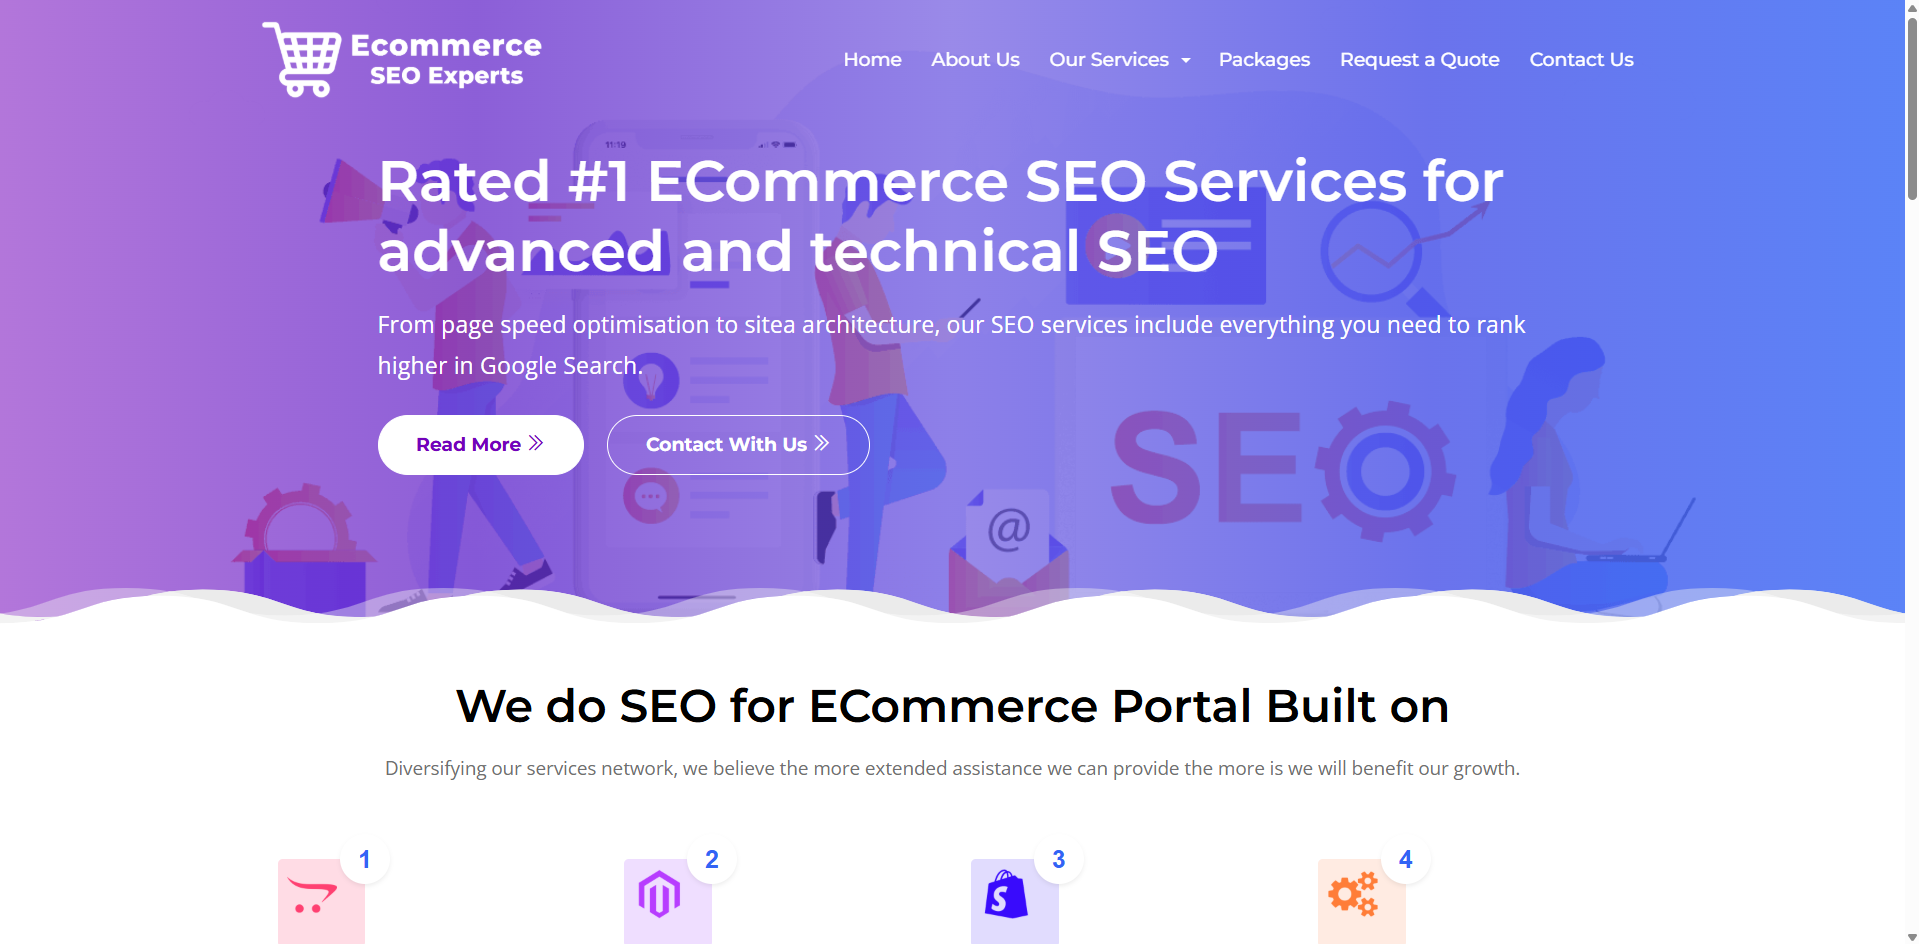 Ecommerce
SEO Experts
Home About Us Our Services Packages Request a Quote Contact Us
11:19
Rated #1 ECommerce SEO Services for
advanced and technical SEO
From page speed optimisation to sitea architecture, our SEO services include everything you need to rank
higher in Google Search.
Read More Contact With Us
SEO
@
We do SEO for ECommerce Portal Built on
Diversifying our services network, we believe the more extended assistance we can provide the more is we will benefit our growth.
1 2 3 4
S